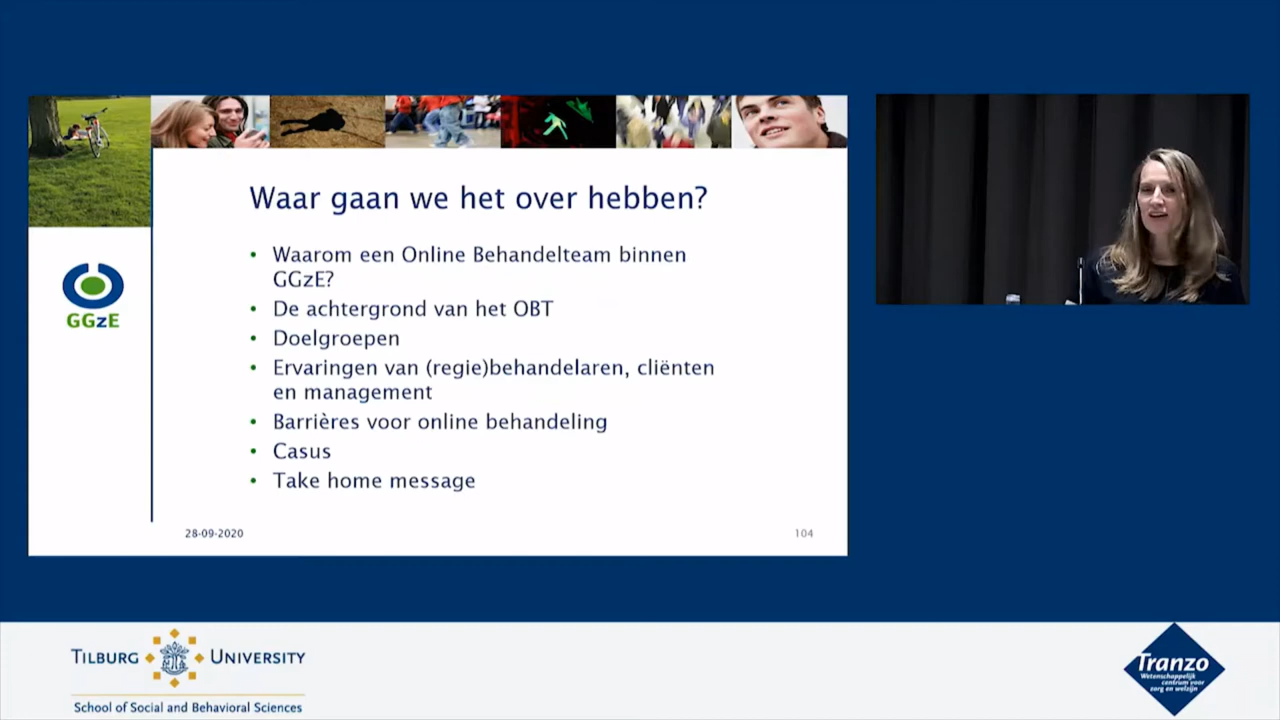 Waar gaan we het over hebben?
• Waarom een Online Behandelteam binnen
GGzE?
• De achtergrond van het OBT
• Doelgroepen
• Ervaringen van (regie)behandelaren, cliënten
en management
• Barrières voor online behandeling
• Casus
• Take home message
GGzE
28-09-2020
104
TILBURG UNIVERSITY
School of Social and Behavioral Sciences
Tranzo
Wetenschappelijk
centrum voor
zorg en welzijn